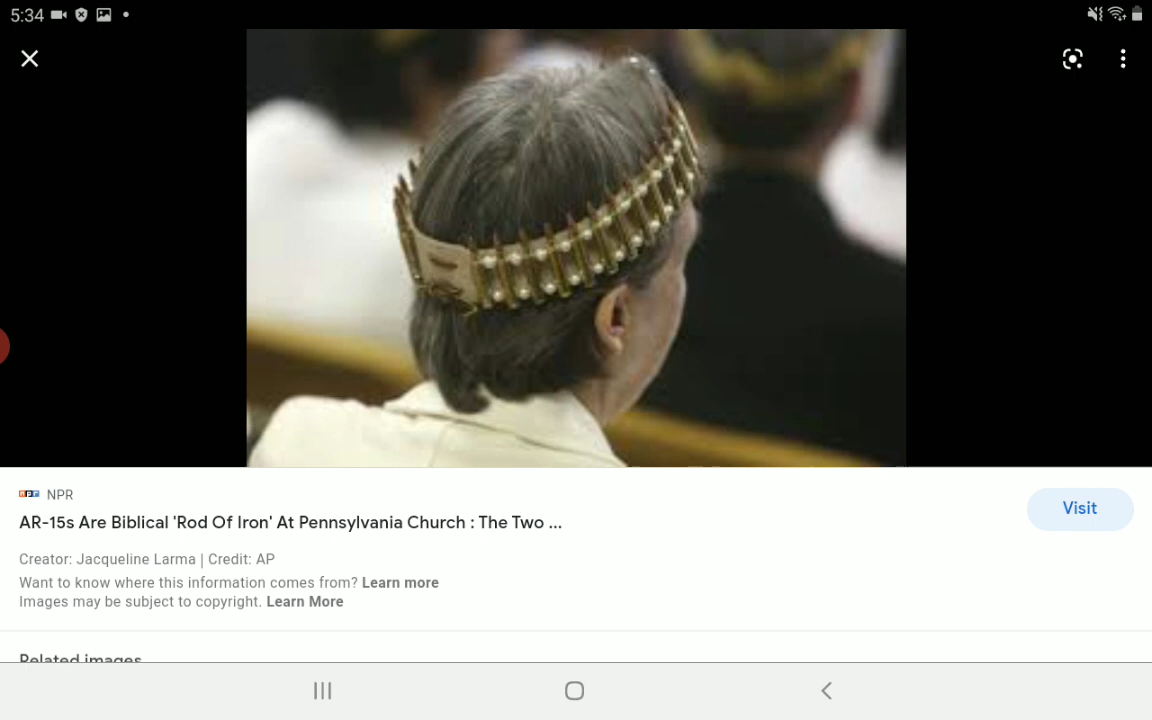 5:34
NPR
AR-15s Are Biblical 'Rod Of Iron' At Pennsylvania Church : The Two ...
Visit
Creator: Jacqueline Larma | Credit: AP
Want to know where this information comes from? Learn more
Images may be subject to copyright. Learn More
Related images